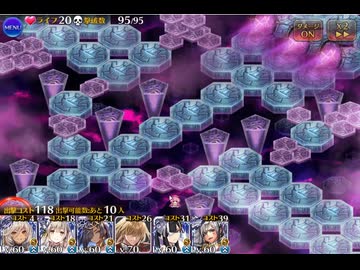 MENU ライフ20 撃破数 95/95 ダメージ ×2
ON
出撃コスト118 出撃可能数:あと10人
コスト4 コスト18 コスト21 コスト26 コスト31 コスト39
Lv.60 Lv.60 Lv.60 Lv.70 Lv.60 Lv.60